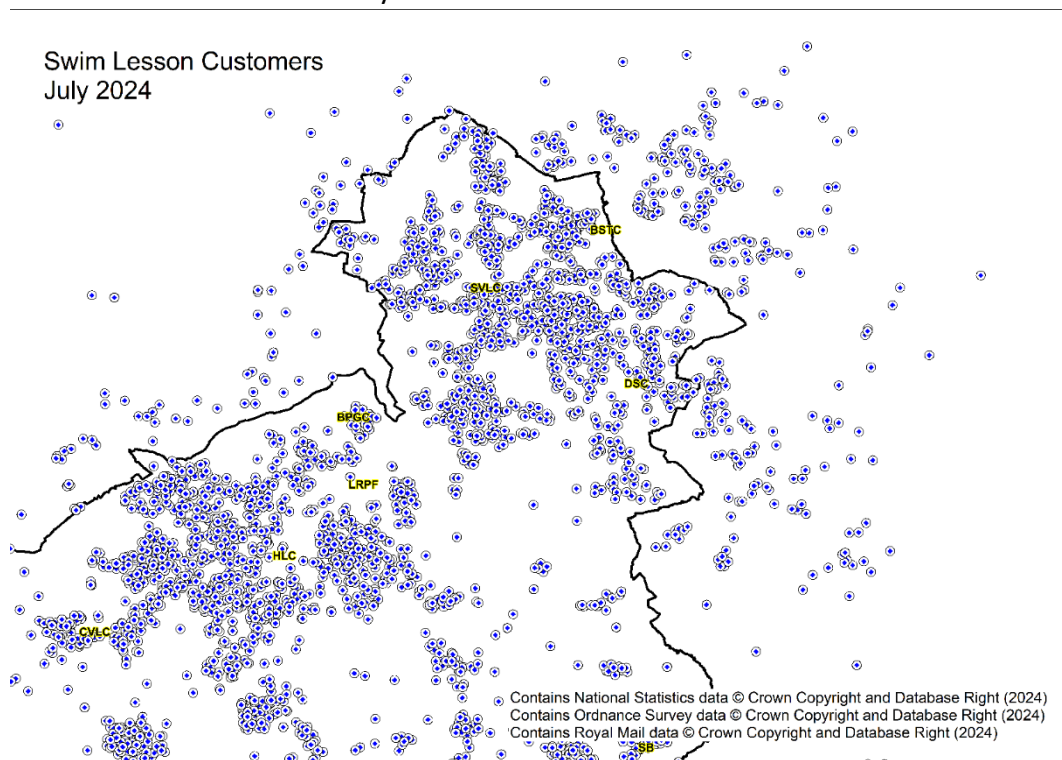 Swim Lesson Customers
July 2024
BSTC
SVLC
DSC
BPGC
LRPF
HLC
CVLC
Contains National Statistics data © Crown Copyright and Database Right (2024)
Contains Ordnance Survey data © Crown Copyright and Database Right (2024)
Contains Royal Mail data © Crown Copyright and Database Right (2024)
SB